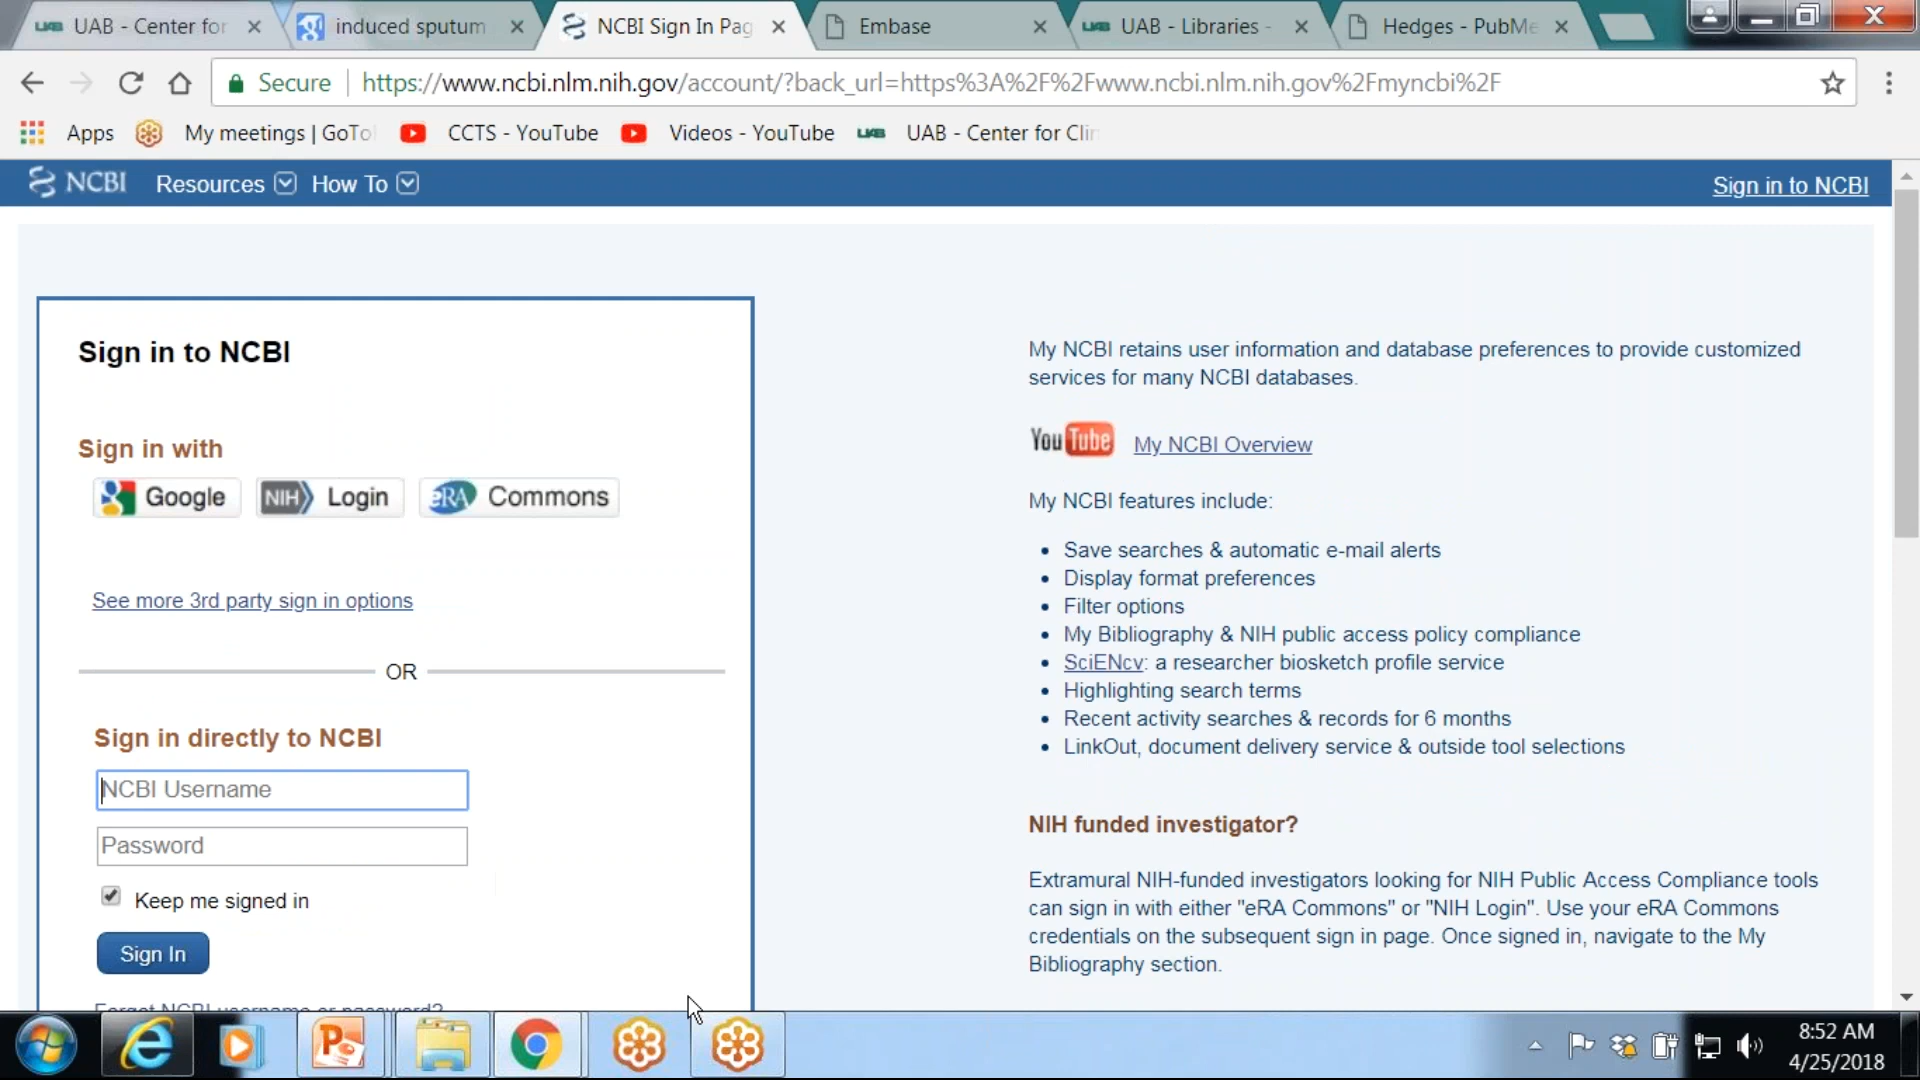 UAB UAB - Center for
induced sputum
NCBI Sign In Pag
Embase
UAB UAB - Libraries -
Hedges - PubMe
Secure
https://www.ncbi.nlm.nih.gov/account/?back_url=https%3A%2F%2Fwww.ncbi.nlm.nih.gov%2Fmyncbi%2F
Apps
My meetings | GoTo
CCTS - YouTube
Videos - YouTube
UAB UAB - Center for Clin
NCBI
Resources
How To
Sign in to NCBI
Sign in to NCBI
Sign in with
Google
NIH Login
eRA Commons
See more 3rd party sign in options
OR
Sign in directly to NCBI
NCBI Username
Password
Keep me signed in
Sign In
Forgot NCBI username or password?
My NCBI retains user information and database preferences to provide customized
services for many NCBI databases.
YouTube My NCBI Overview
My NCBI features include:
• Save searches & automatic e-mail alerts
• Display format preferences
• Filter options
• My Bibliography & NIH public access policy compliance
• SciENcv: a researcher biosketch profile service
• Highlighting search terms
• Recent activity searches & records for 6 months
• LinkOut, document delivery service & outside tool selections
NIH funded investigator?
Extramural NIH-funded investigators looking for NIH Public Access Compliance tools
can sign in with either "eRA Commons" or "NIH Login". Use your eRA Commons
credentials on the subsequent sign in page. Once signed in, navigate to the My
Bibliography section.
8:52 AM
4/25/2018